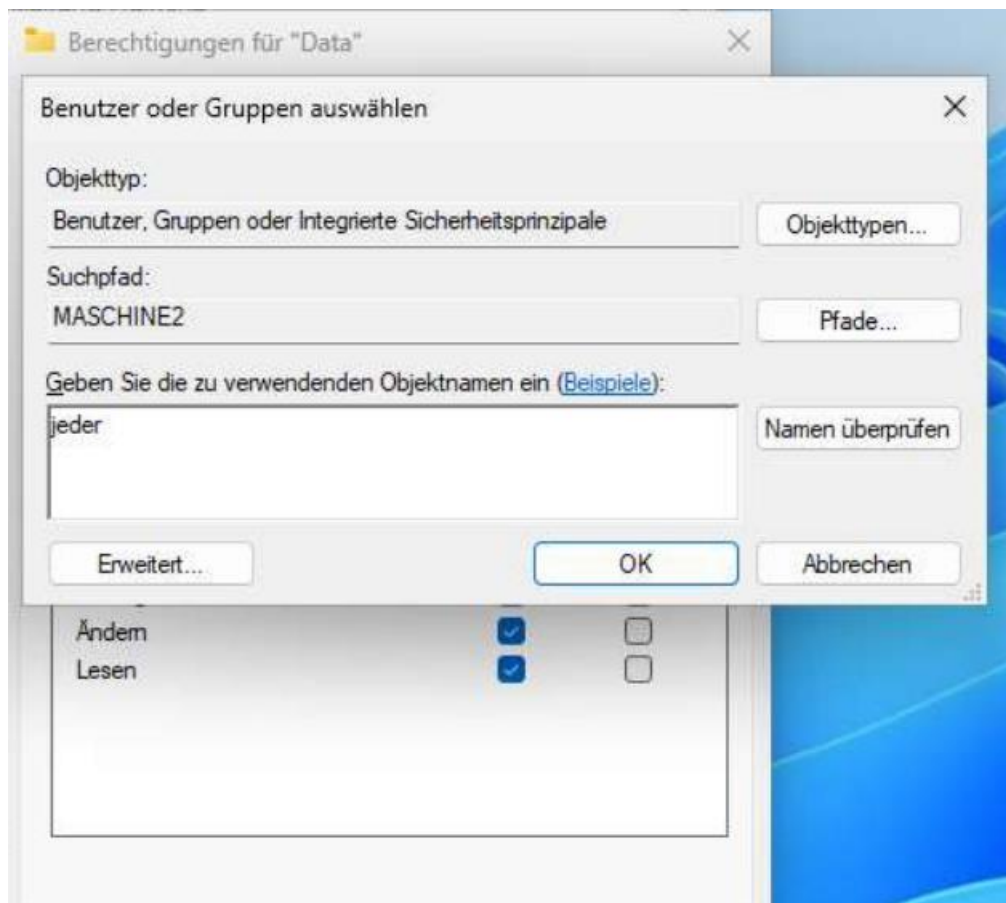 Berechtigungen für "Data"
Benutzer oder Gruppen auswählen
Objekttyp:
Benutzer, Gruppen oder Integrierte Sicherheitsprinzipale
Objekttypen...
Suchpfad:
MASCHINE2
Pfade...
Geben Sie die zu verwendenden Objektnamen ein (Beispiele):
jeder
Namen überprüfen
Erweitert...
OK
Abbrechen
Ändern
Lesen